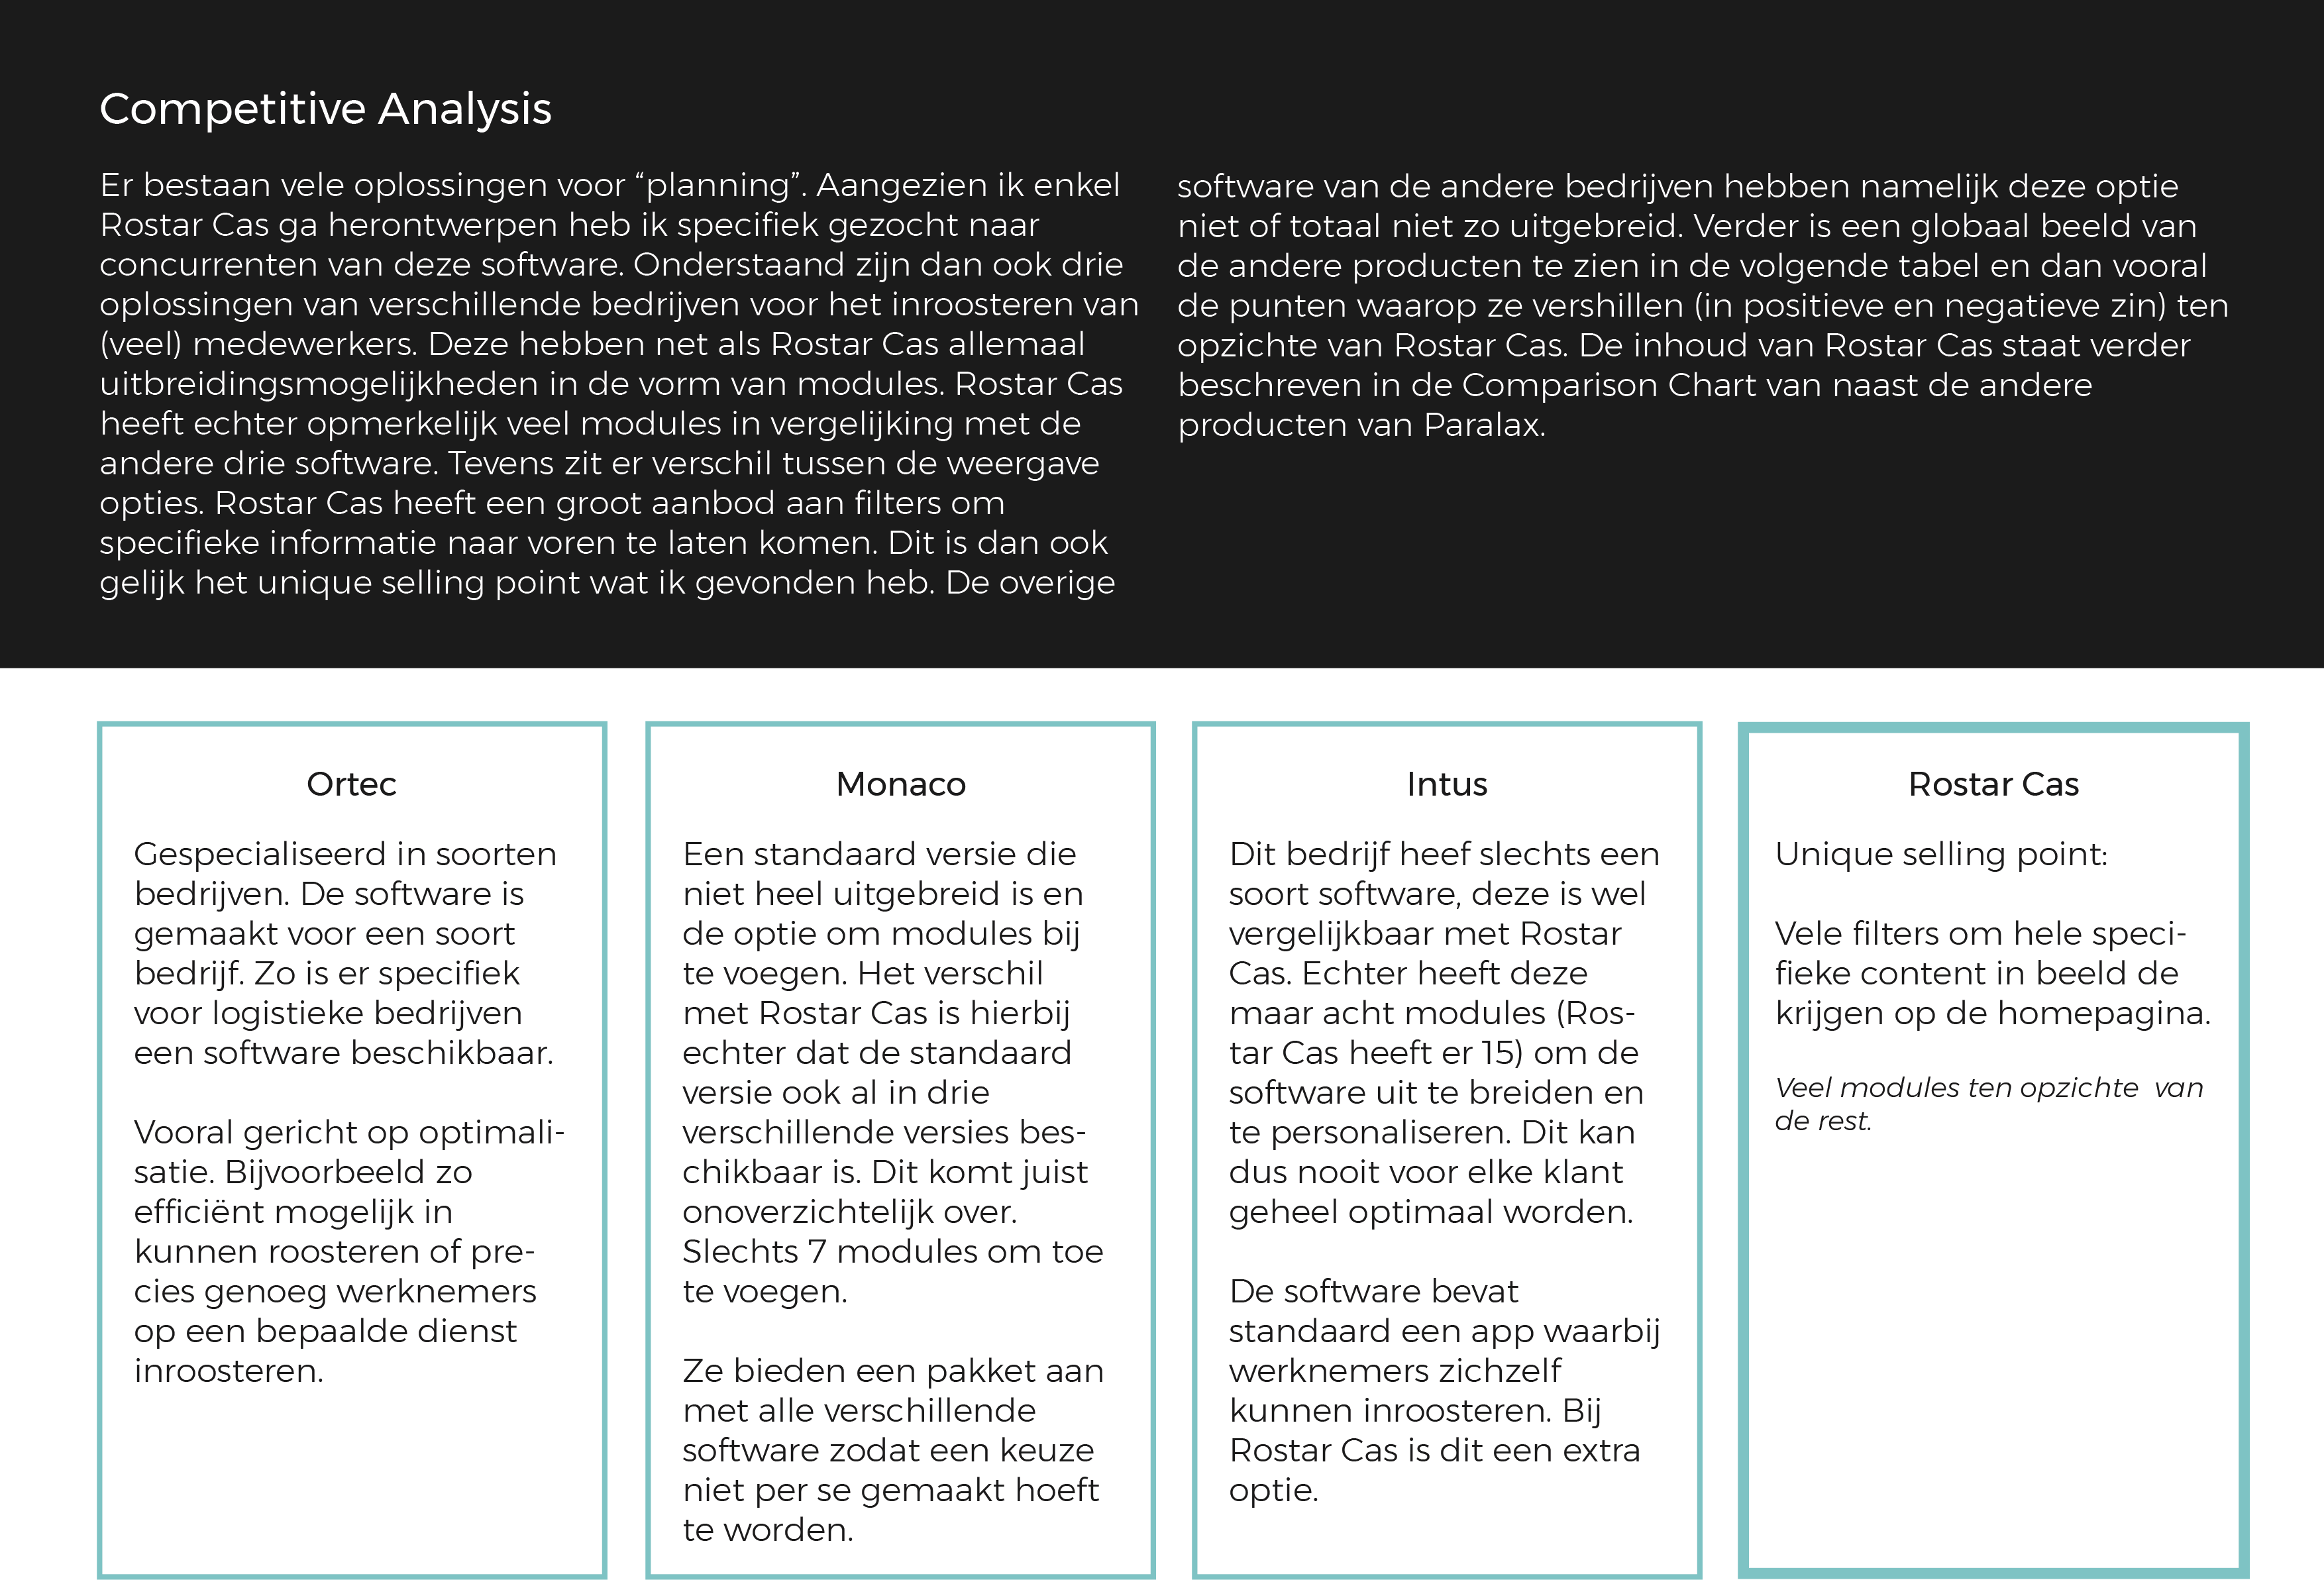 Competitive Analysis
Er bestaan vele oplossingen voor “planning”. Aangezien ik enkel
Rostar Cas ga herontwerpen heb ik specifiek gezocht naar
concurrenten van deze software. Onderstaand zijn dan ook drie
oplossingen van verschillende bedrijven voor het inroosteren van
(veel) medewerkers. Deze hebben net als Rostar Cas allemaal
uitbreidingsmogelijkheden in de vorm van modules. Rostar Cas
heeft echter opmerkelijk veel modules in vergelijking met de
andere drie software. Tevens zit er verschil tussen de weergave
opties. Rostar Cas heeft een groot aanbod aan filters om
specifieke informatie naar voren te laten komen. Dit is dan ook
gelijk het unique selling point wat ik gevonden heb. De overige
software van de andere bedrijven hebben namelijk deze optie
niet of totaal niet zo uitgebreid. Verder is een globaal beeld van
de andere producten te zien in de volgende tabel en dan vooral
de punten waarop ze vershillen (in positieve en negatieve zin) ten
opzichte van Rostar Cas. De inhoud van Rostar Cas staat verder
beschreven in de Comparison Chart van naast de andere
producten van Paralax.
Ortec
Gespecialiseerd in soorten
bedrijven. De software is
gemaakt voor een soort
bedrijf. Zo is er specifiek
voor logistieke bedrijven
een software beschikbaar.
Vooral gericht op optimali-
satie. Bijvoorbeeld zo
efficiënt mogelijk in
kunnen roosteren of pre-
cies genoeg werknemers
op een bepaalde dienst
inroosteren.
Monaco
Een standaard versie die
niet heel uitgebreid is en
de optie om modules bij
te voegen. Het verschil
met Rostar Cas is hierbij
echter dat de standaard
versie ook al in drie
verschillende versies bes-
chikbaar is. Dit komt juist
onoverzichtelijk over.
Slechts 7 modules om toe
te voegen.
Ze bieden een pakket aan
met alle verschillende
software zodat een keuze
niet per se gemaakt hoeft
te worden.
Intus
Dit bedrijf heef slechts een
soort software, deze is wel
vergelijkbaar met Rostar
Cas. Echter heeft deze
maar acht modules (Ros-
tar Cas heeft er 15) om de
software uit te breiden en
te personaliseren. Dit kan
dus nooit voor elke klant
geheel optimaal worden.
De software bevat
standaard een app waarbij
werknemers zichzelf
kunnen inroosteren. Bij
Rostar Cas is dit een extra
optie.
Rostar Cas
Unique selling point:
Vele filters om hele speci-
fieke content in beeld de
krijgen op de homepagina.
Veel modules ten opzichte  van
de rest.